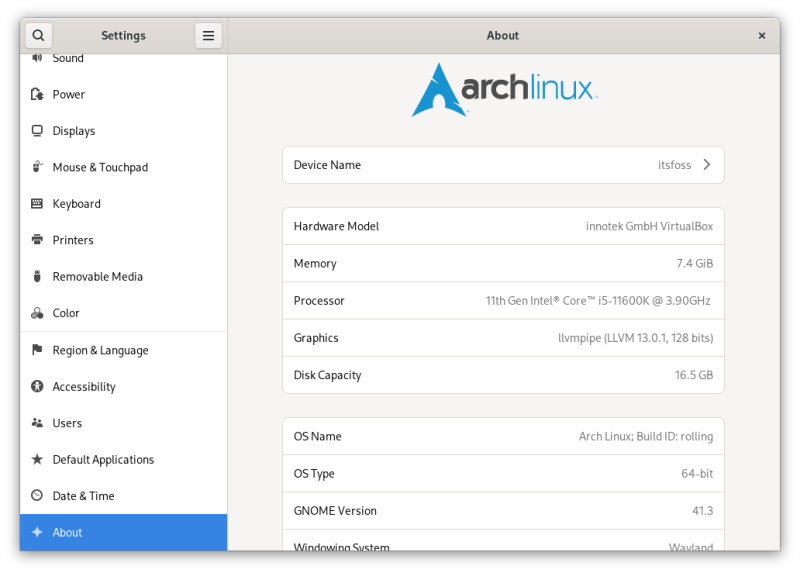 Settings
About
Sound
Power
Displays
Mouse & Touchpad
Keyboard
Printers
Removable Media
Color
Region & Language
Accessibility
Users
Default Applications
Date & Time
About
archlinux
Device Name itsfoss
Hardware Model innotek GmbH VirtualBox
Memory 7.4 GiB
Processor 11th Gen Intel® Core™ i5-11600K @ 3.90GHz
Graphics llvmpipe (LLVM 13.0.1, 128 bits)
Disk Capacity 16.5 GB
OS Name Arch Linux; Build ID: rolling
OS Type 64-bit
GNOME Version 41.3
Windowing System Wayland